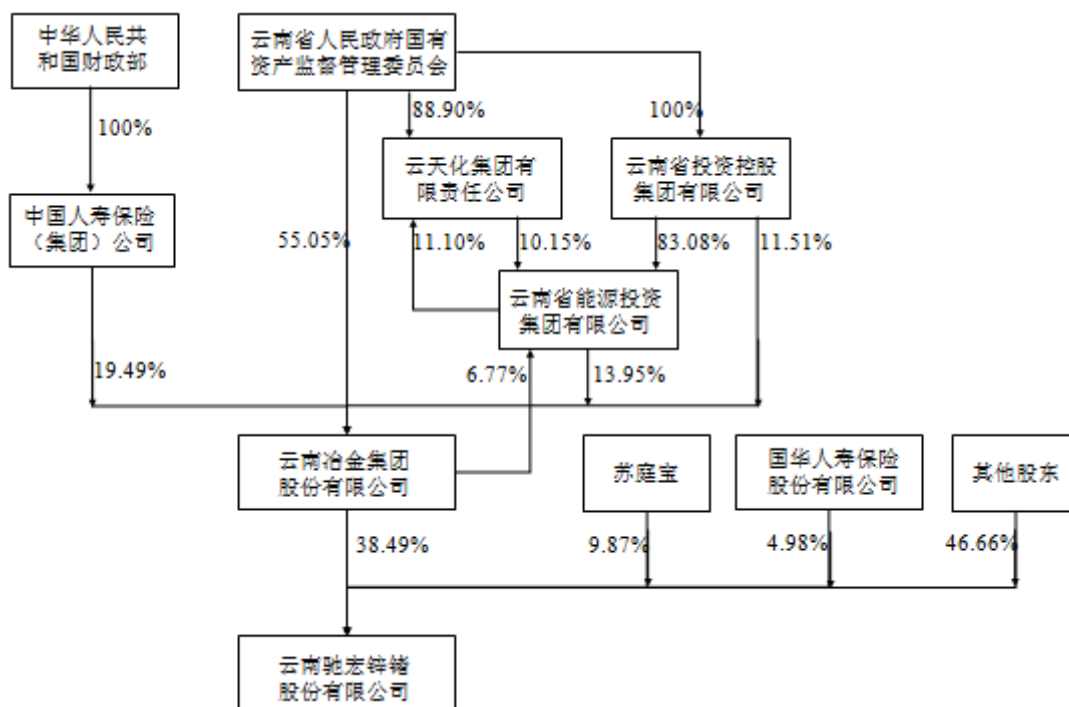 中华人民共
和国财政部
云南省人民政府国有
资产监督管理委员会
100%
88.90%
100%
云天化集团有
限责任公司
云南省投资控股
集团有限公司
中国人寿保险
（集团）公司
55.05%
11.10%
10.15%
83.08%
11.51%
云南省能源投资
集团有限公司
19.49%
6.77%
13.95%
云南冶金集团
股份有限公司
苏庭宝
国华人寿保险
股份有限公司
其他股东
38.49%
9.87%
4.98%
46.66%
云南驰宏锌锗
股份有限公司